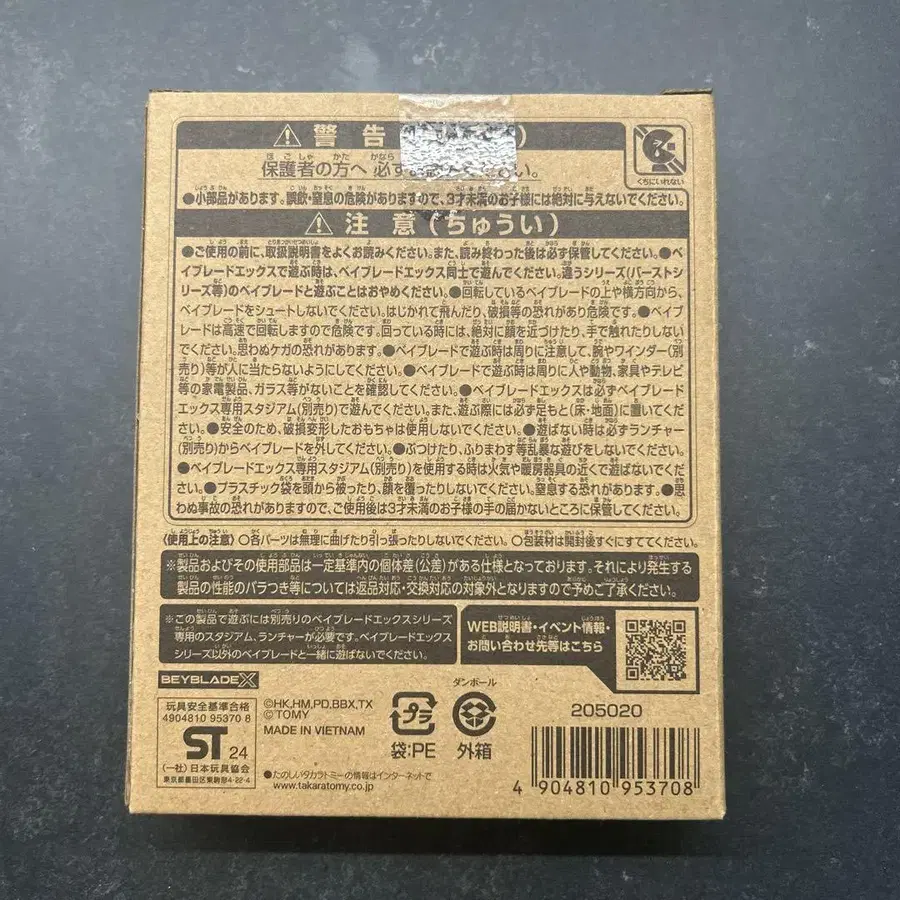 警告
くちにいれない
保護者の方へ 必ず
●小部品があります。誤飲・窒息の危険がありますので、3才未満のお子様には絶対に与えないでください。
注意(ちゅうい)
●ご使用の前に、取扱説明書をよくお読みください。また、読み終わった後は必ず保管してください。●ベ
イブレードエックスで遊ぶ時は、ベイブレードエックス同士で遊んでください。違うシリーズ(バーストシ
リーズ等)のベイブレードと遊ぶことはおやめください。●回転しているベイブレードの上や横方向から、
ベイブレードをシュートしないでください。はじかれて飛んだり、破損等の恐れがあり危険です。●ベイブ
レードは高速で回転しますので危険です。回っている時には、絶対に顔を近づけたり、手で触れたりしない
でください。思わぬケガの恐れがあります。●ベイブレードで遊ぶ時は周りに注意して、腕やワインダー(別
売り)等が人に当たらないようにしてください。●ベイブレードで遊ぶ時は周りに人や動物、家具やテレビ
等の家電製品、ガラス等がないことを確認してください。●ベイブレードエックスは必ずベイブレード
エックス専用スタジアム(別売り)で遊んでください。また、遊ぶ際には必ず足もと(床・地面)に置いてくだ
さい。●安全のため、破損変形したおもちゃは使用しないでください。●遊ばない時は必ずランチャー
(別売り)からベイブレードを外してください。●ぶつけたり、ふりまわす等乱暴な遊びをしないでください。
●ベイブレードエックス専用スタジアム(別売り)を使用する時は火気や暖房器具の近くで遊ばないでくだ
さい。●プラスチック袋を頭から被ったり、顔を覆ったりしないでください。窒息する恐れがあります。●思
わぬ事故の恐れがありますので、ご使用後は3才未満のお子様の手の届かないところに保管してください。
〈使用上の注意〉○各パーツは無理に曲げたり引っ張ったりしないでください。○包装材は開封後すぐにすててください。
※製品およびその使用部品は一定基準内の個体差(公差)がある仕様となっております。それにより発生する
製品の性能のバラつき等については返品対応・交換対応の対象外となりますので予めご了承ください。
※この製品で遊ぶには別売りのベイブレードエックスシリーズ
専用のスタジアム、ランチャーが必要です。ベイブレードエックス
シリーズ以外のベイブレードと一緒に遊ばないでください。
WEB説明書・イベント情報・
お問い合わせ先等はこちら
BEYBLADE X
玩具安全基準合格
4904810 95370 8
ST 24
(一社)日本玩具協会
東京都墨田区東駒形4-22-4
©HK,HM,PD,BBX,TX
©TOMY
MADE IN VIETNAM
●たのしいタカラトミーの情報はインターネットで
www.takaratomy.co.jp
プラ
袋:PE
ダンボール
外箱
205020
4 904810 953708